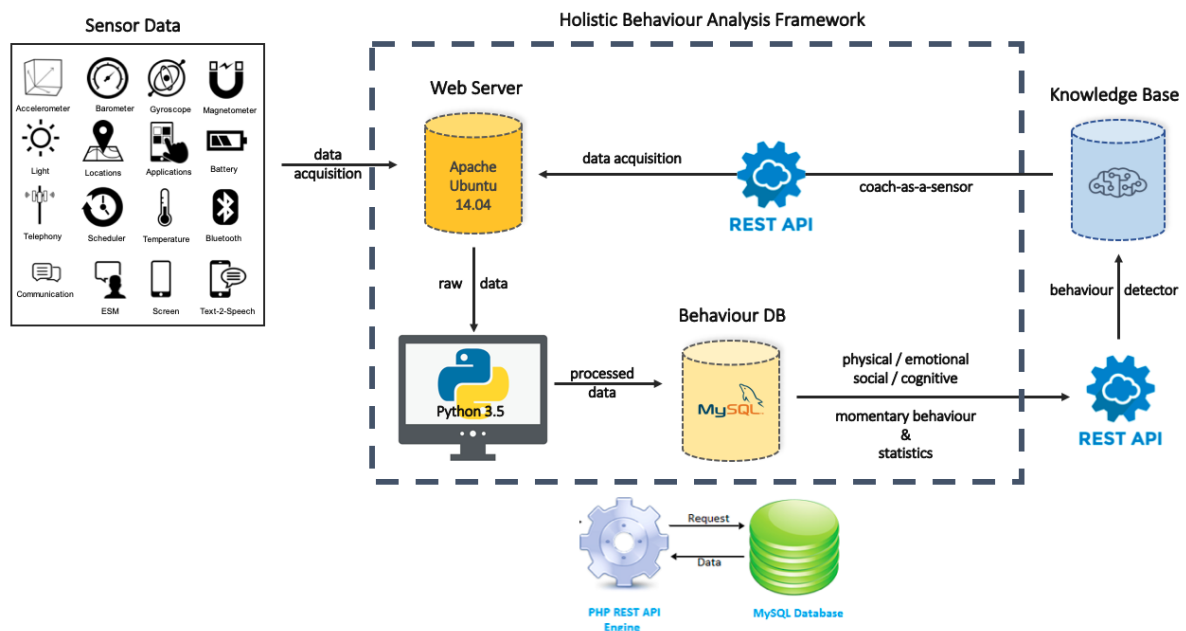 Sensor Data
Holistic Behaviour Analysis Framework
Accelerometer
Barometer
Gyroscope
Magnetometer
Light
Locations
Applications
Battery
Telephony
Scheduler
Temperature
Bluetooth
Communication
ESM
Screen
Text-2-Speech
data
acquisition
Web Server
Apache
Ubuntu
14.04
data acquisition
REST API
coach-as-a-sensor
Knowledge Base
raw data
Python 3.5
processed
data
Behaviour DB
MySQL
physical / emotional
social / cognitive
momentary behaviour
&
statistics
behaviour detector
REST API
Request
Data
PHP REST API
Engine
MySQL Database